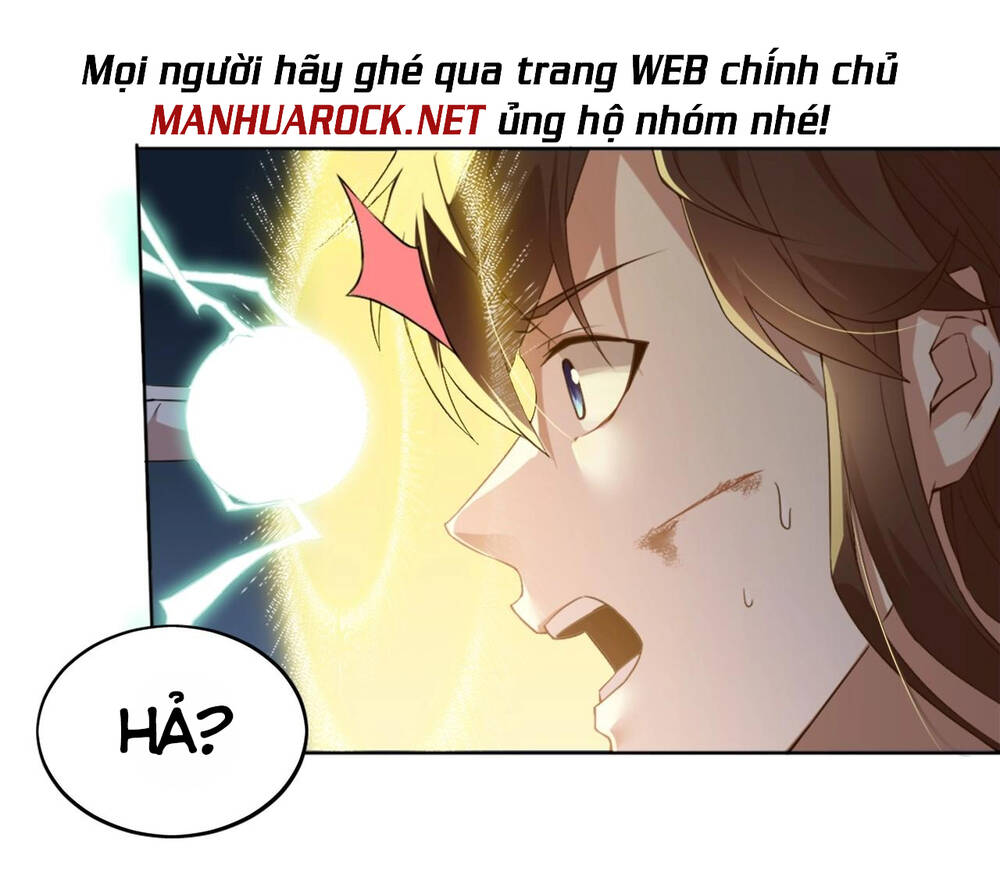 Mọi người hãy ghé qua trang WEB chính chủ
MANHUAROCK.NET ủng hộ nhóm nhé!
HẢ?